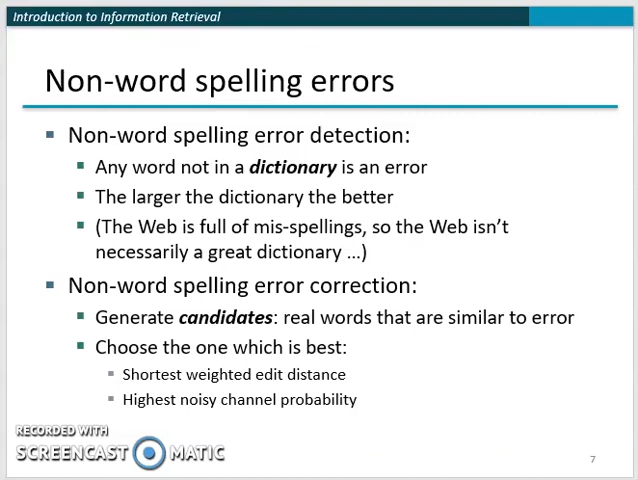 Introduction to Information Retrieval
Non-word spelling errors
Non-word spelling error detection:
Any word not in a dictionary is an error
The larger the dictionary the better
(The Web is full of mis-spellings, so the Web isn't
necessarily a great dictionary ...)
Non-word spelling error correction:
Generate candidates: real words that are similar to error
Choose the one which is best:
Shortest weighted edit distance
Highest noisy channel probability
RECORDED WITH
SCREENCAST MATIC
7